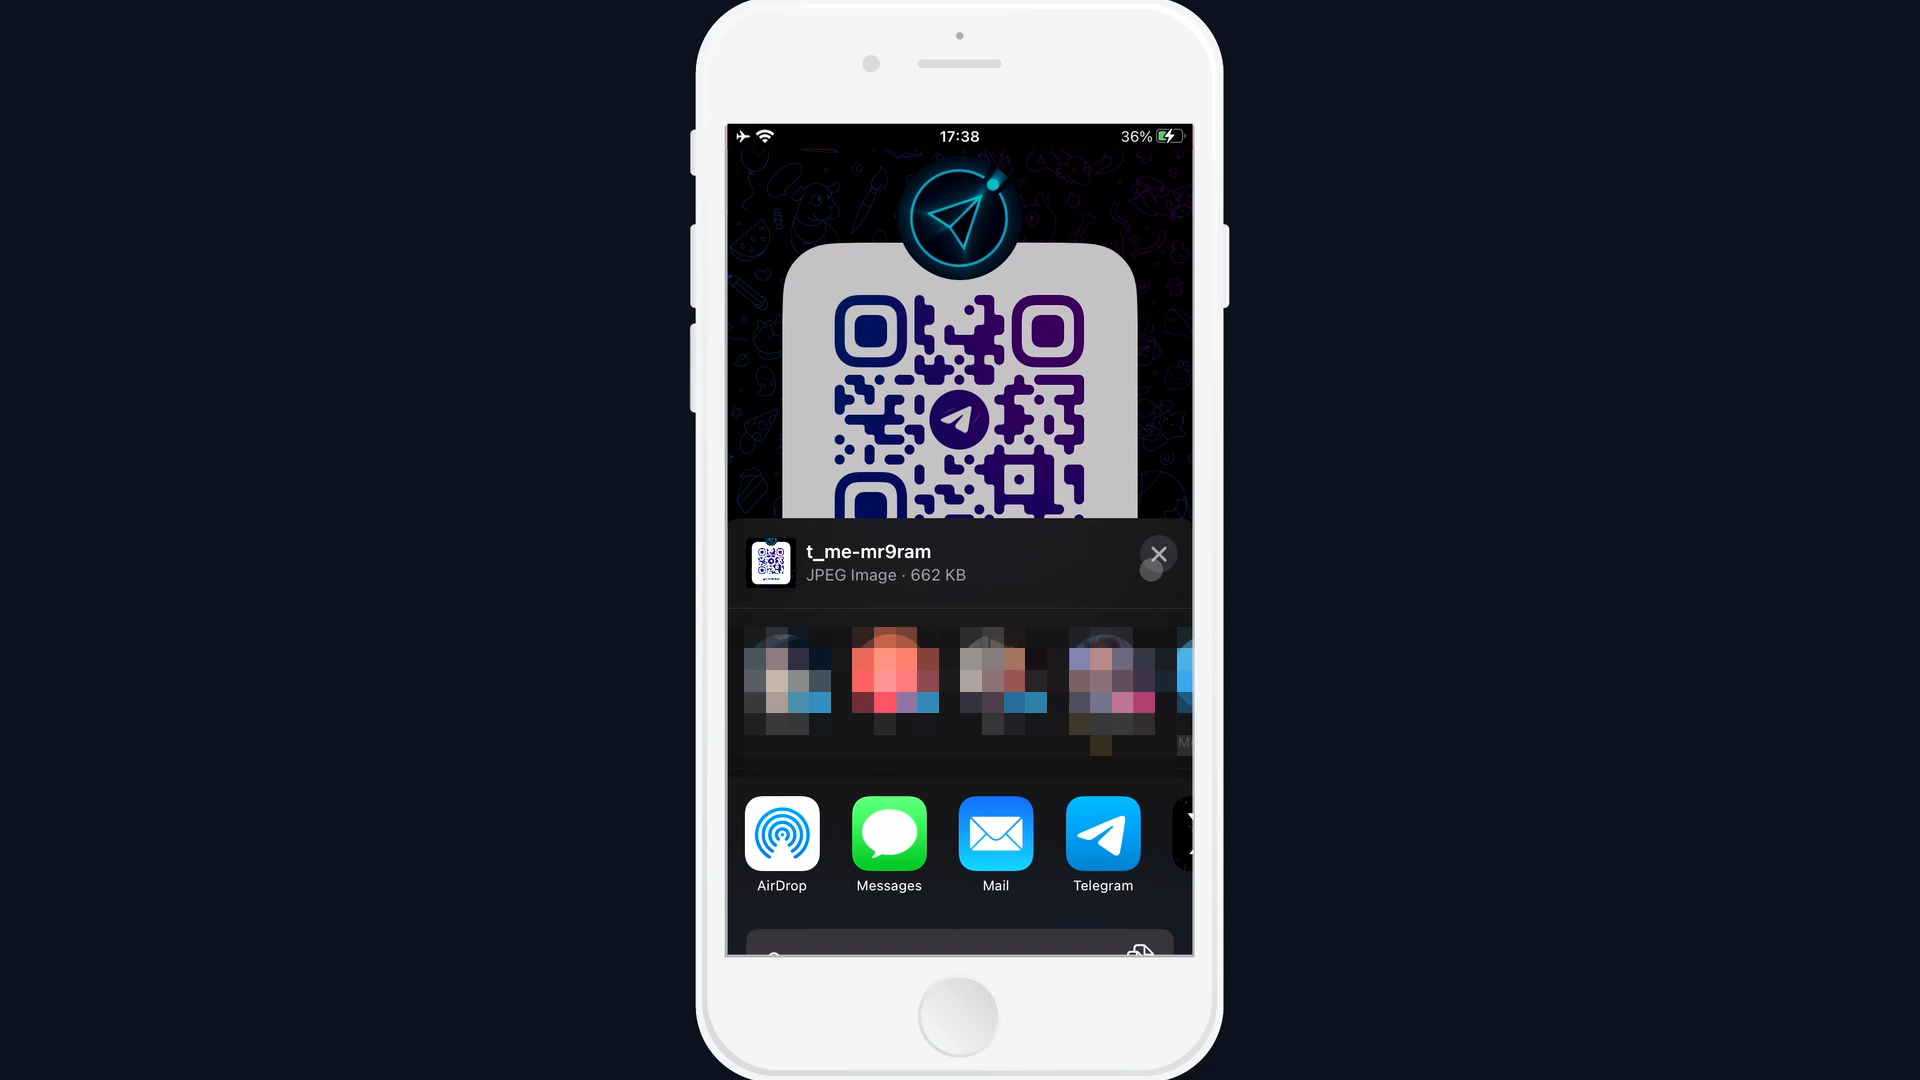 17:38
36%
t_me-mr9ram
JPEG Image · 662 KB
AirDrop
Messages
Mail
Telegram